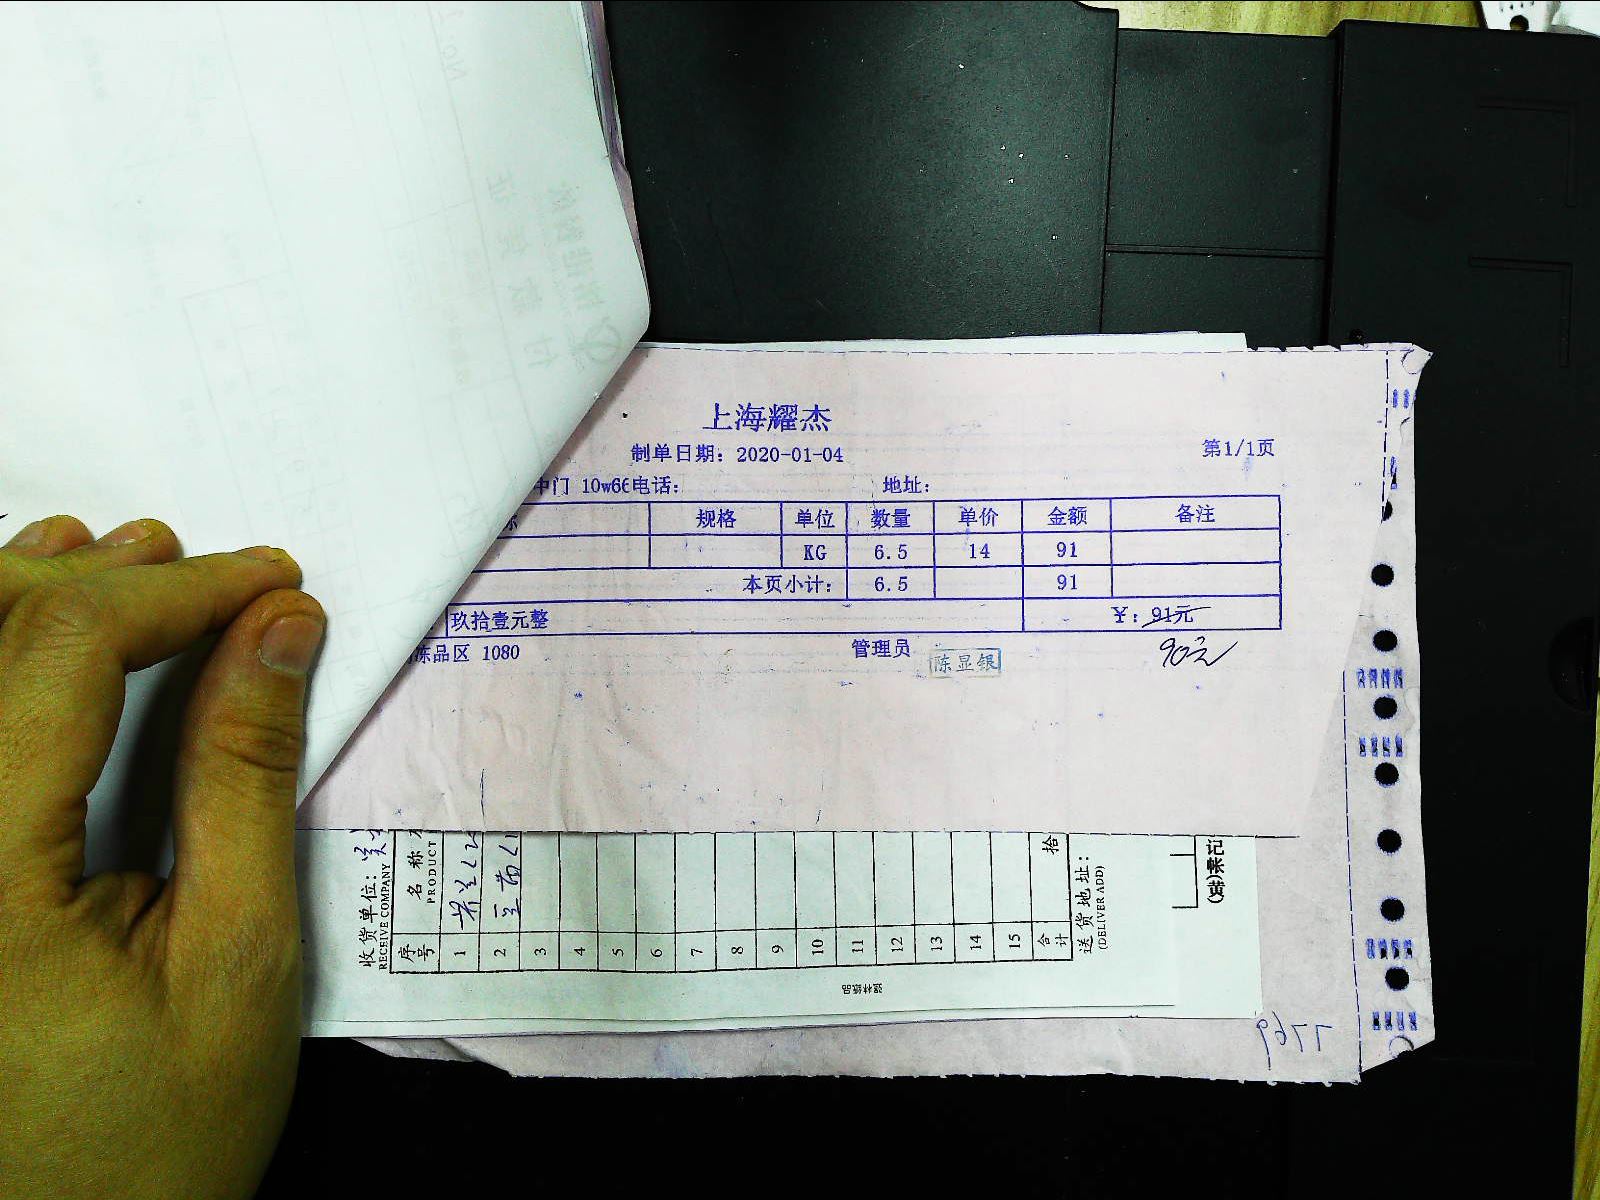 上海耀杰
制单日期：2020-01-04 第1/1页
中门 10w66电话： 地址：
称 规格 单位 数量 单价 金额 备注
KG 6.5 14 91
本页小计： 6.5 91
玖拾壹元整 ￥：91元
冻品区 1080 管理员 陈显银 90元
收货单位：
RECEIVE COMPANY
序号 名称
PRODUCT
1
2
3
4
5
6
7
8
9
10
11
12
13
14
15
合计 拾
送货地址：
(DELIVER ADD)